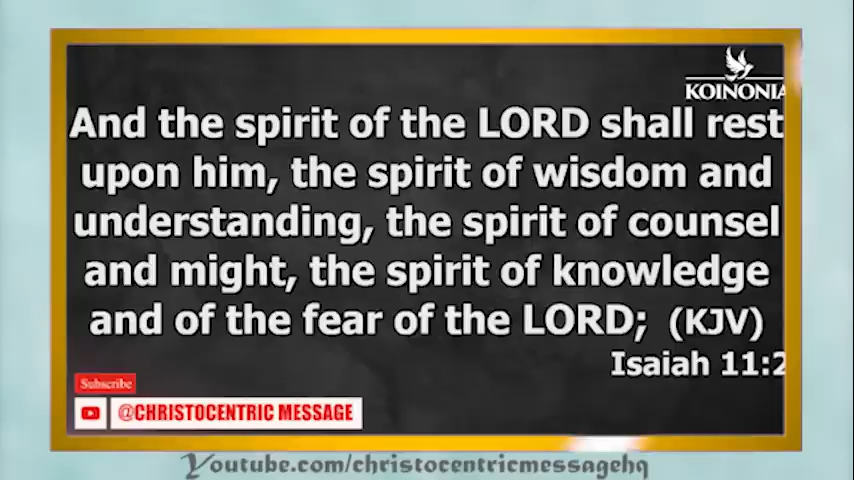 KOINONIA
And the spirit of the LORD shall rest
upon him, the spirit of wisdom and
understanding, the spirit of counsel
and might, the spirit of knowledge
and of the fear of the LORD; (KJV)
Isaiah 11:2
Subscribe
@CHRISTOCENTRIC MESSAGE
Youtube.com/christocentricmessagehq